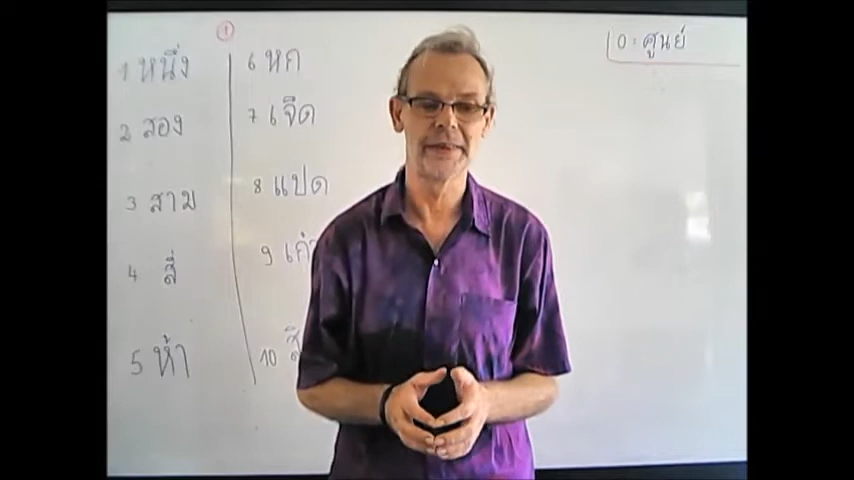 ①
1 หนึ่ง
2 สอง
3 สาม
4 สี่
5 ห้า
6 หก
7 เจ็ด
8 แปด
9 เก้า
10
0 = ศูนย์